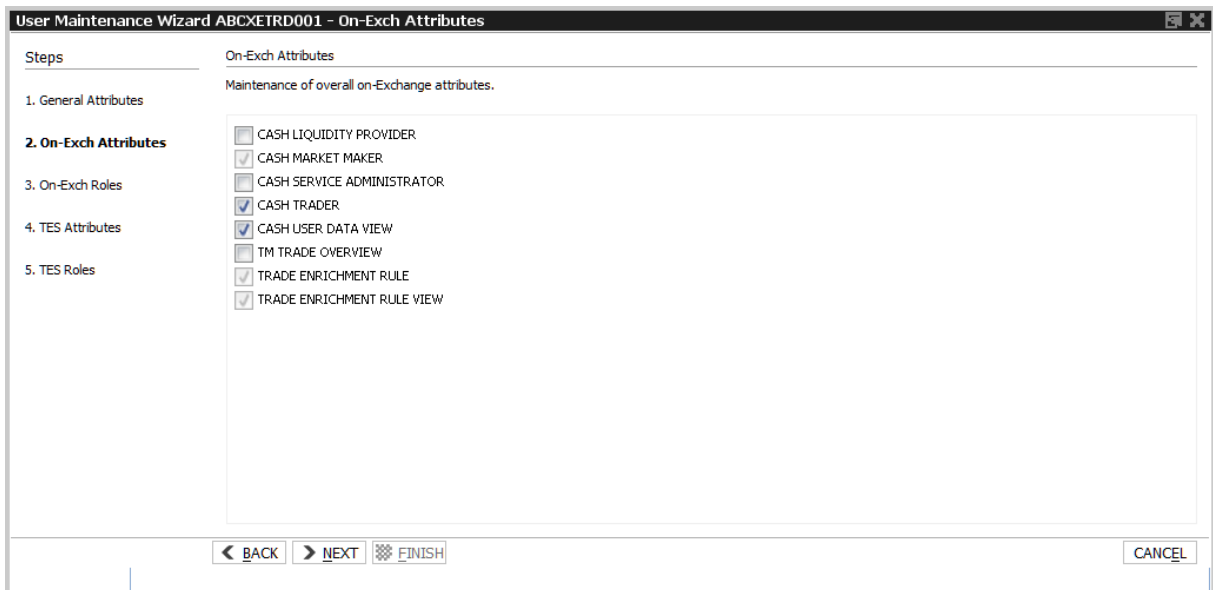 User Maintenance Wizard ABCXETRD001 - On-Exch Attributes
Steps
1. General Attributes
2. On-Exch Attributes
3. On-Exch Roles
4. TES Attributes
5. TES Roles
On-Exch Attributes
Maintenance of overall on-Exchange attributes.
CASH LIQUIDITY PROVIDER
CASH MARKET MAKER
CASH SERVICE ADMINISTRATOR
CASH TRADER
CASH USER DATA VIEW
TM TRADE OVERVIEW
TRADE ENRICHMENT RULE
TRADE ENRICHMENT RULE VIEW
BACK NEXT FINISH CANCEL